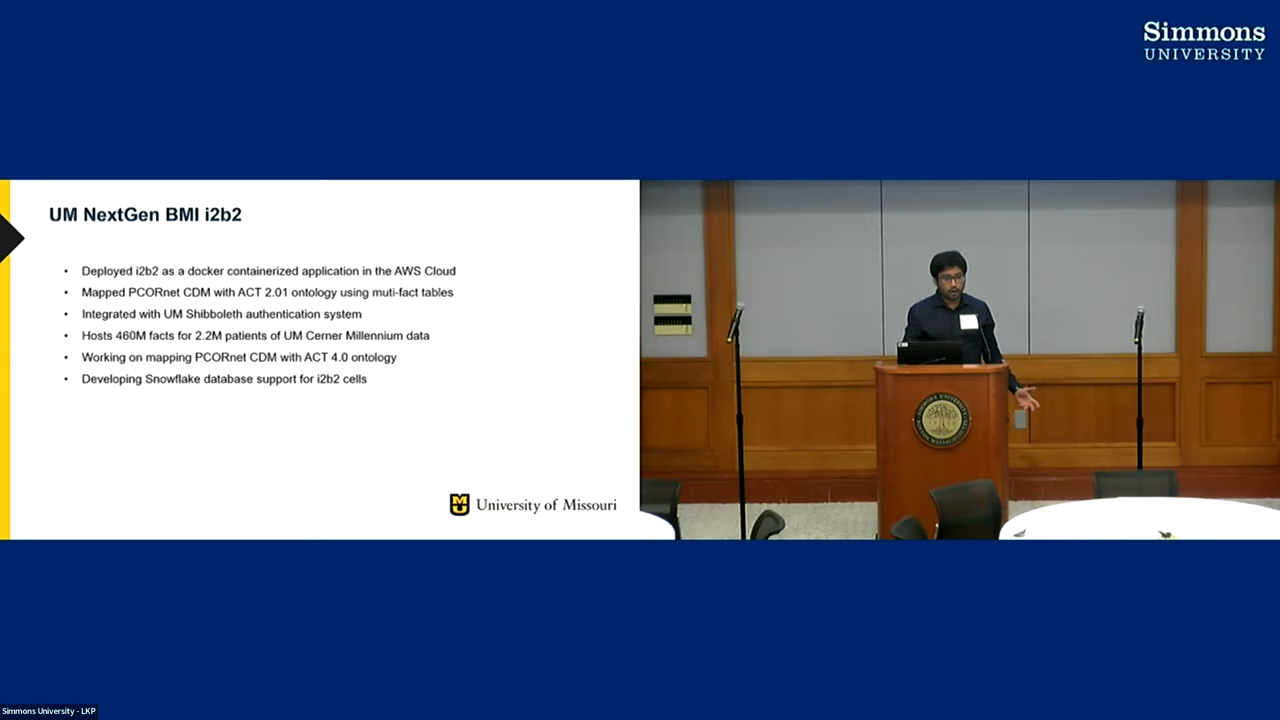 Simmons
UNIVERSITY
UM NextGen BMI i2b2
• Deployed i2b2 as a docker containerized application in the AWS Cloud
• Mapped PCORnet CDM with ACT 2.01 ontology using muti-fact tables
• Integrated with UM Shibboleth authentication system
• Hosts 460M facts for 2.2M patients of UM Cerner Millennium data
• Working on mapping PCORnet CDM with ACT 4.0 ontology
• Developing Snowflake database support for i2b2 cells
University of Missouri
Simmons University - LKP